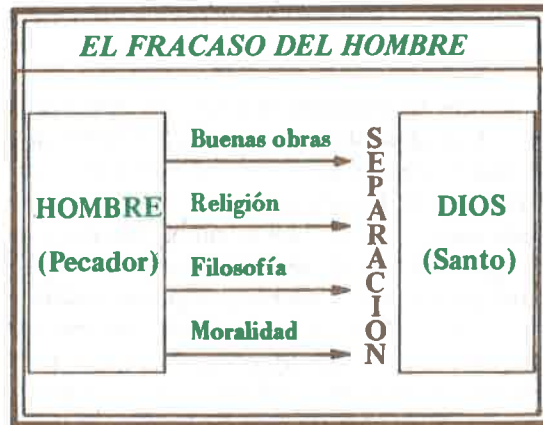 EL FRACASO DEL HOMBRE
HOMBRE
(Pecador)
Buenas obras
Religión
Filosofía
Moralidad
SEPARACION
DIOS
(Santo)